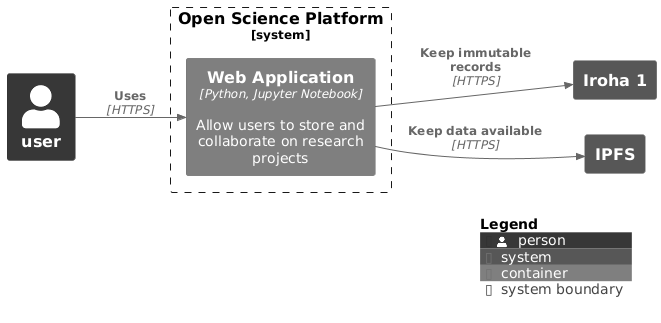 Open Science Platform
[system]
Web Application
[Python, Jupyter Notebook]
Allow users to store and
collaborate on research
projects
user
Uses
[HTTPS]
Keep immutable
records
[HTTPS]
Iroha 1
Keep data available
[HTTPS]
IPFS
Legend
person
system
container
system boundary